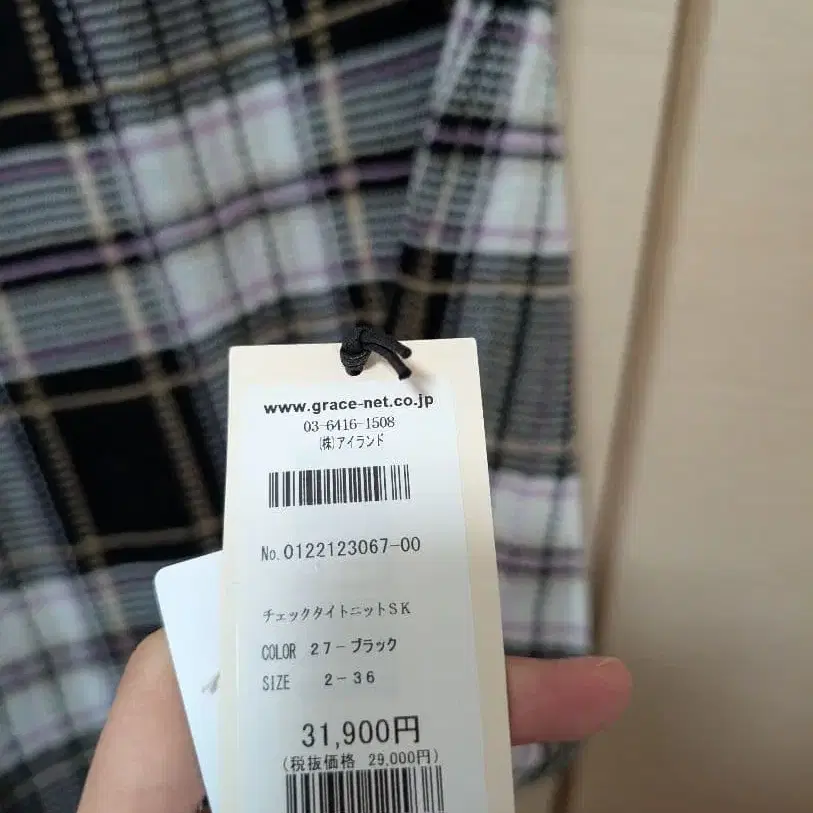 www.grace-net.co.jp
03-6416-1508
(株)アイランド
No.0122123067-00
チェックタイトニットSK
COLOR 27-ブラック
SIZE 2-36
31,900円
(税抜価格 29,000円)